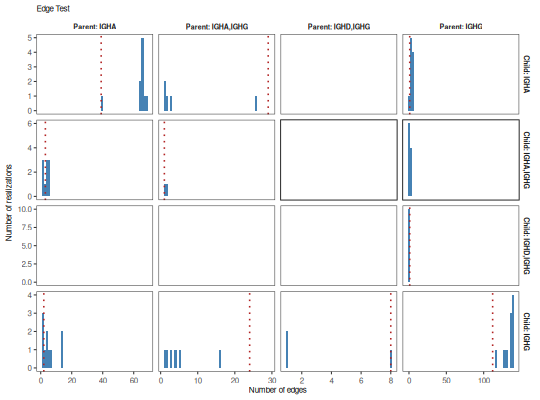 Edge Test
Parent: IGHA
Parent: IGHA,IGHG
Parent: IGHD,IGHG
Parent: IGHG
5
4
3
2
1
0
Child: IGHA
6
4
2
0
Child: IGHA,IGHG
10.0
7.5
5.0
2.5
0.0
Child: IGHD,IGHG
4
3
2
1
0
Child: IGHG
Number of realizations
0 20 40 60
0 10 20 30
2 4 6 8
0 50 100
Number of edges